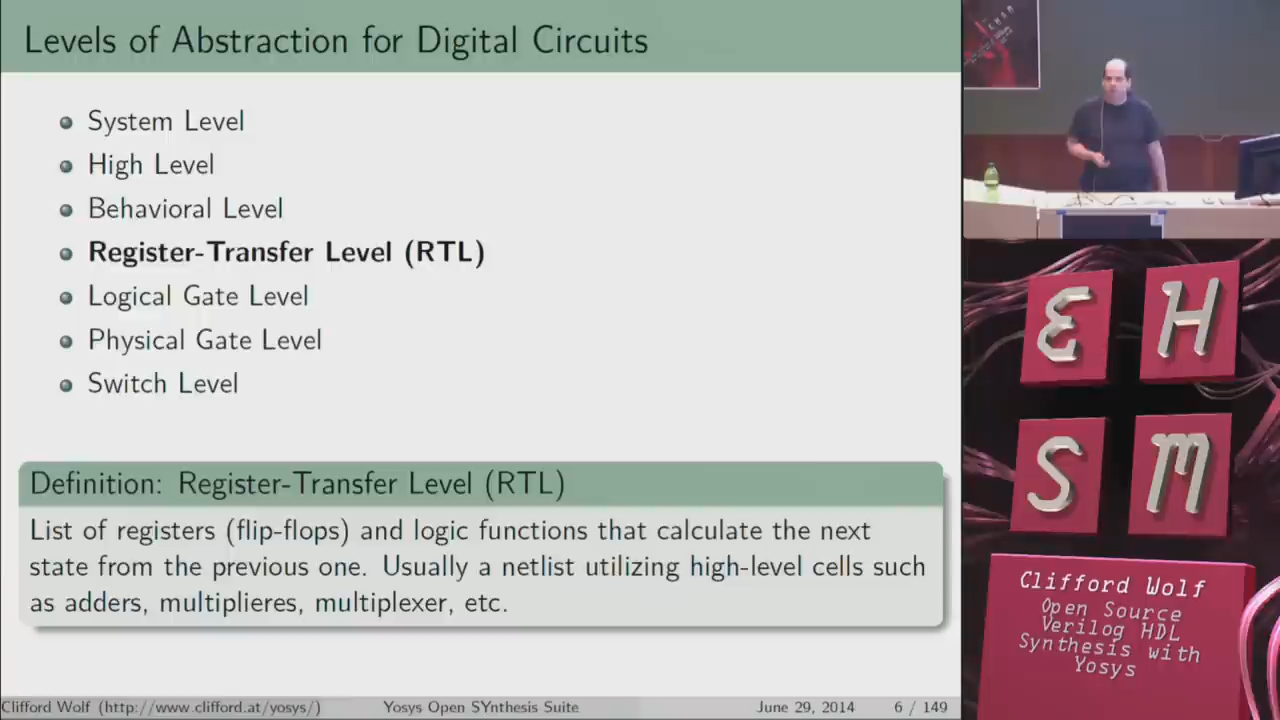 Levels of Abstraction for Digital Circuits
System Level
High Level
Behavioral Level
Register-Transfer Level (RTL)
Logical Gate Level
Physical Gate Level
Switch Level
Definition: Register-Transfer Level (RTL)
List of registers (flip-flops) and logic functions that calculate the next
state from the previous one. Usually a netlist utilizing high-level cells such
as adders, multiplieres, multiplexer, etc.
Clifford Wolf (http://www.clifford.at/yosys/) Yosys Open SYnthesis Suite June 29, 2014 6 / 149
E H
S M
Clifford Wolf
Open Source
Verilog HDL
Synthesis with
Yosys